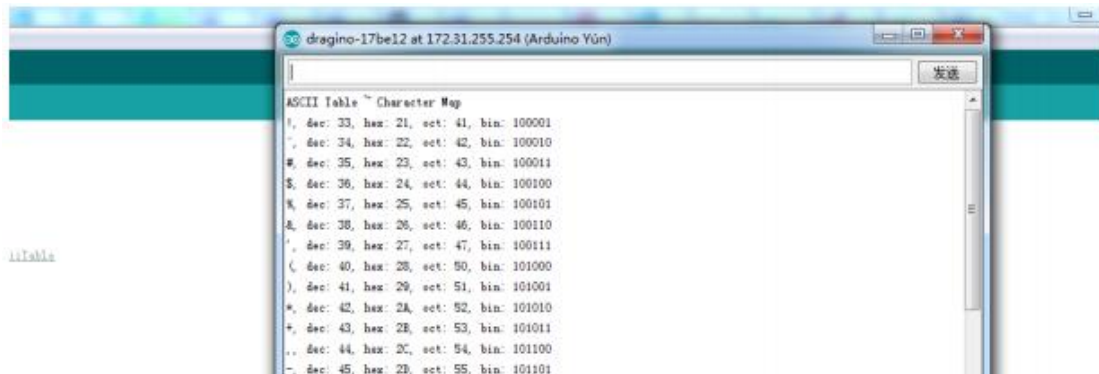 dragino-17be12 at 172.31.255.254 (Arduino Yún)
发送
ASCII Table ~ Character Map
!, dec: 33, hex: 21, oct: 41, bin: 100001
", dec: 34, hex: 22, oct: 42, bin: 100010
#, dec: 35, hex: 23, oct: 43, bin: 100011
$, dec: 36, hex: 24, oct: 44, bin: 100100
%, dec: 37, hex: 25, oct: 45, bin: 100101
&, dec: 38, hex: 26, oct: 46, bin: 100110
', dec: 39, hex: 27, oct: 47, bin: 100111
(, dec: 40, hex: 28, oct: 50, bin: 101000
), dec: 41, hex: 29, oct: 51, bin: 101001
*, dec: 42, hex: 2A, oct: 52, bin: 101010
+, dec: 43, hex: 2B, oct: 53, bin: 101011
,, dec: 44, hex: 2C, oct: 54, bin: 101100
-, dec: 45, hex: 2D, oct: 55, bin: 101101
iiTable